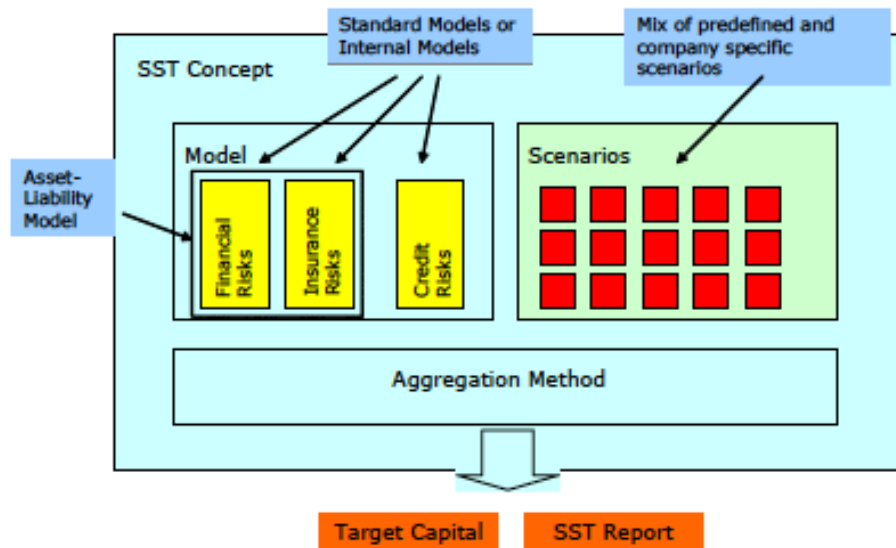 Standard Models or
Internal Models
Mix of predefined and
company specific
scenarios
SST Concept
Model
Scenarios
Asset-
Liability
Model
Financial
Risks
Insurance
Risks
Credit
Risks
Aggregation Method
Target Capital
SST Report